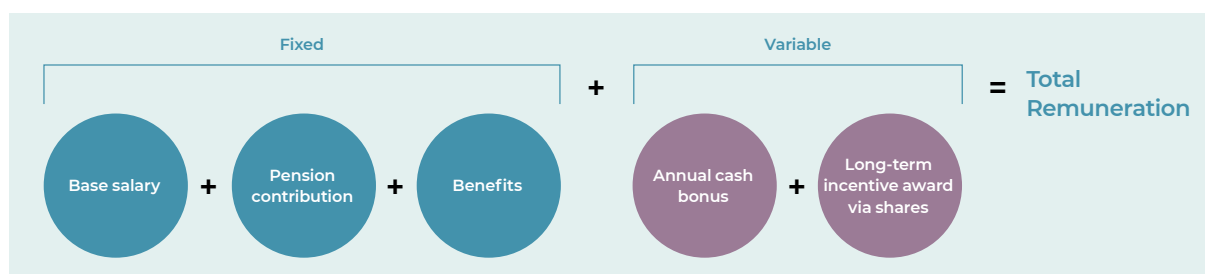 Fixed
Variable
+
=
Total
Remuneration
Base salary
+
Pension
contribution
+
Benefits
Annual cash
bonus
+
Long-term
incentive award
via shares